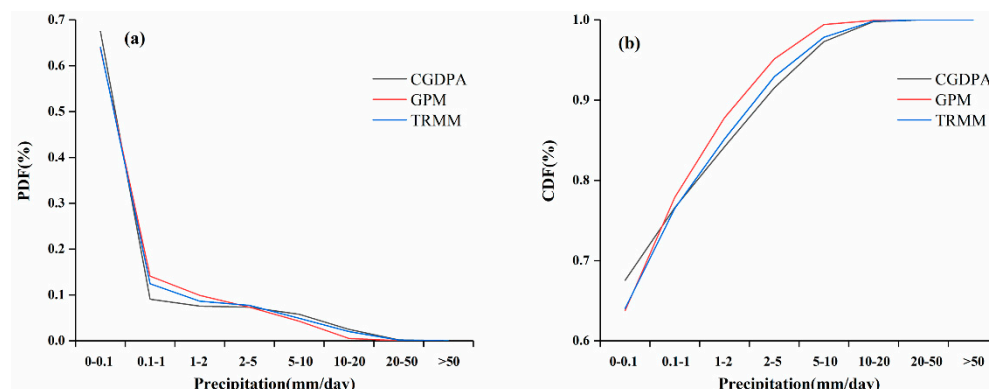 (a)
CGDPA
GPM
TRMM
PDF(%)
0.7
0.6
0.5
0.4
0.3
0.2
0.1
0.0
0-0.1 0.1-1 1-2 2-5 5-10 10-20 20-50 >50
Precipitation(mm/day)
(b)
CGDPA
GPM
TRMM
CDF(%)
1.0
0.9
0.8
0.7
0.6
0-0.1 0.1-1 1-2 2-5 5-10 10-20 20-50 >50
Precipitation(mm/day)